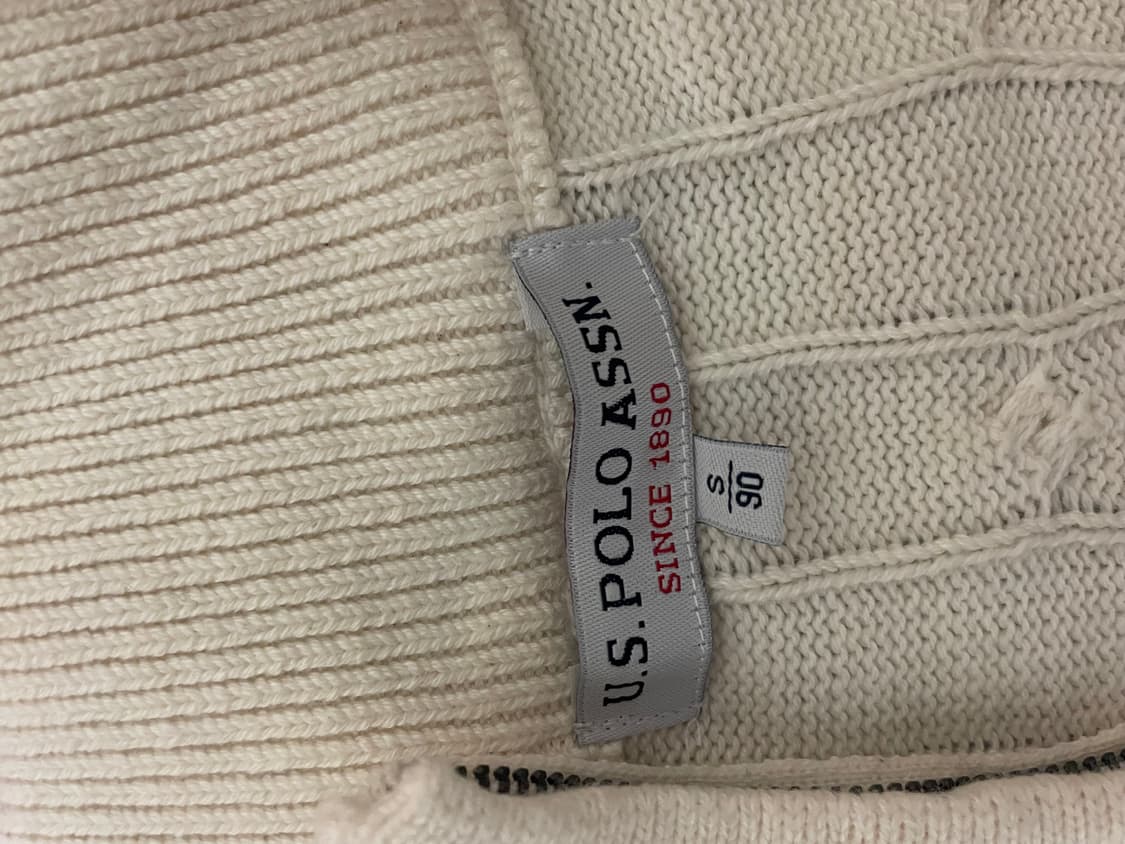 U.S. POLO ASSN.
SINCE 1890
S
90